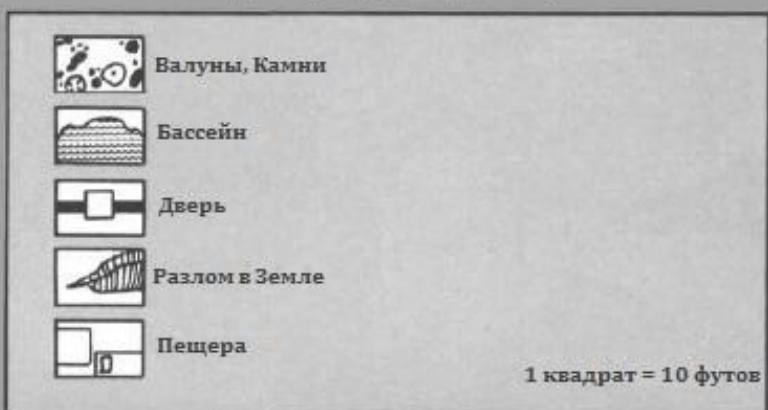 Валуны, Камни
Бассейн
Дверь
Разлом в Земле
Пещера
1 квадрат = 10 футов